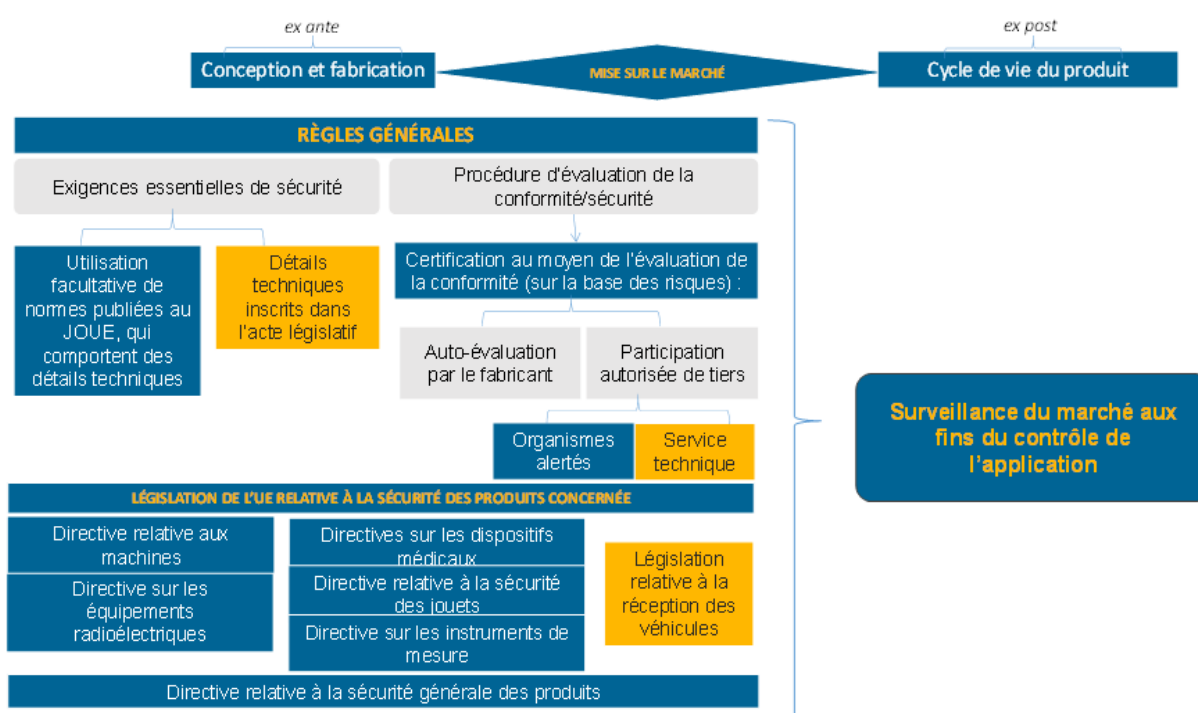 ex ante
ex post
Conception et fabrication
MISE SUR LE MARCHÉ
Cycle de vie du produit
RÈGLES GÉNÉRALES
Exigences essentielles de sécurité
Procédure d'évaluation de la
conformité/sécurité
Utilisation
facultative de
normes publiées au
JOUE, qui
comportent des
détails techniques
Détails
techniques
inscrits dans
l'acte législatif
Certification au moyen de l'évaluation de
la conformité (sur la base des risques) :
Auto-évaluation
par le fabricant
Participation
autorisée de tiers
Organismes
alertés
Service
technique
Surveillance du marché aux
fins du contrôle de
l'application
LÉGISLATION DE L'UE RELATIVE À LA SÉCURITÉ DES PRODUITS CONCERNÉE
Directive relative aux
machines
Directive sur les
équipements
radioélectriques
Directives sur les dispositifs
médicaux
Directive relative à la sécurité
des jouets
Directive sur les instruments de
mesure
Législation
relative à la
réception des
véhicules
Directive relative à la sécurité générale des produits